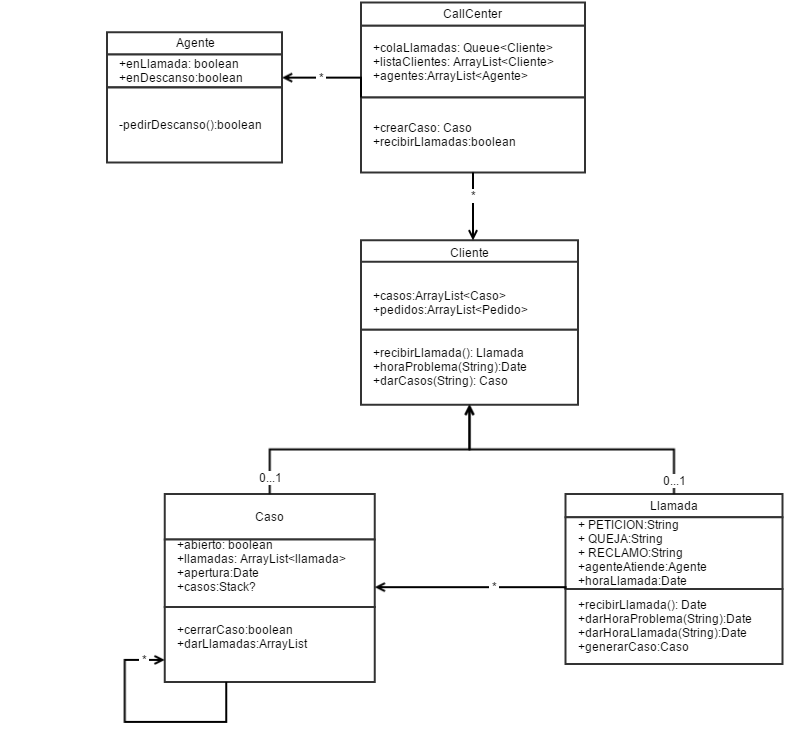 CallCenter
+colaLlamadas: Queue<Cliente>
+listaClientes: ArrayList<Cliente>
+agentes:ArrayList<Agente>
+crearCaso: Caso
+recibirLlamadas:boolean
Agente
+enLlamada: boolean
+enDescanso:boolean
-pedirDescanso():boolean
*
*
Cliente
+casos:ArrayList<Caso>
+pedidos:ArrayList<Pedido>
+recibirLlamada(): Llamada
+horaProblema(String):Date
+darCasos(String): Caso
0...1
0...1
Caso
+abierto: boolean
+llamadas: ArrayList<llamada>
+apertura:Date
+casos:Stack?
+cerrarCaso:boolean
+darLlamadas:ArrayList
*
*
Llamada
+ PETICION:String
+ QUEJA:String
+ RECLAMO:String
+agenteAtiende:Agente
+horaLlamada:Date
+recibirLlamada(): Date
+darHoraProblema(String):Date
+darHoraLlamada(String):Date
+generarCaso:Caso